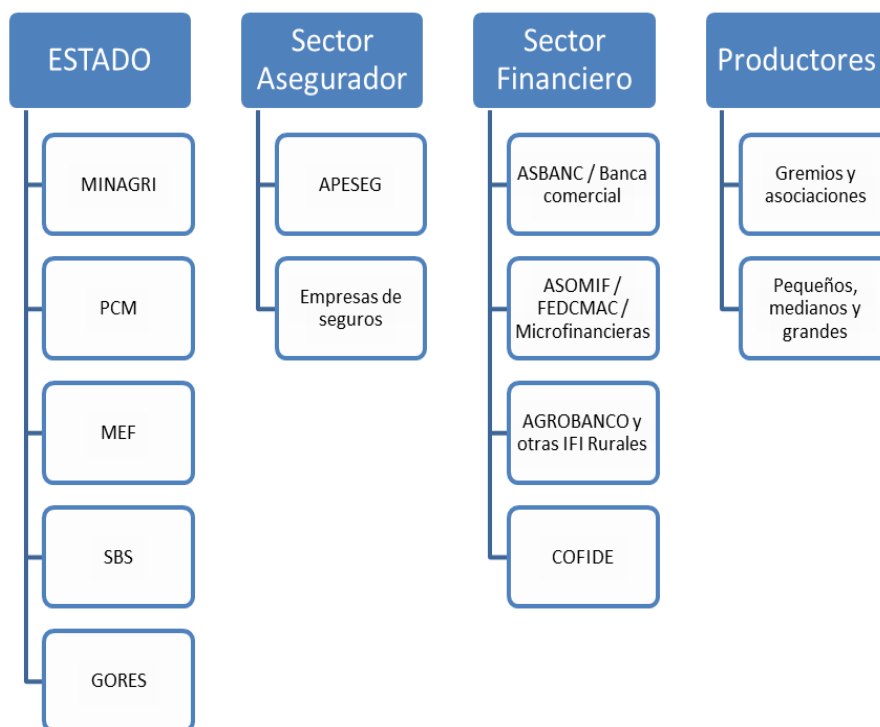 ESTADO
MINAGRI
PCM
MEF
SBS
GORES
Sector
Asegurador
APESEG
Empresas de
seguros
Sector
Financiero
ASBANC / Banca
comercial
ASOMIF /
FEDCMAC /
Microfinancieras
AGROBANCO y
otras IFI Rurales
COFIDE
Productores
Gremios y
asociaciones
Pequeños,
medianos y
grandes